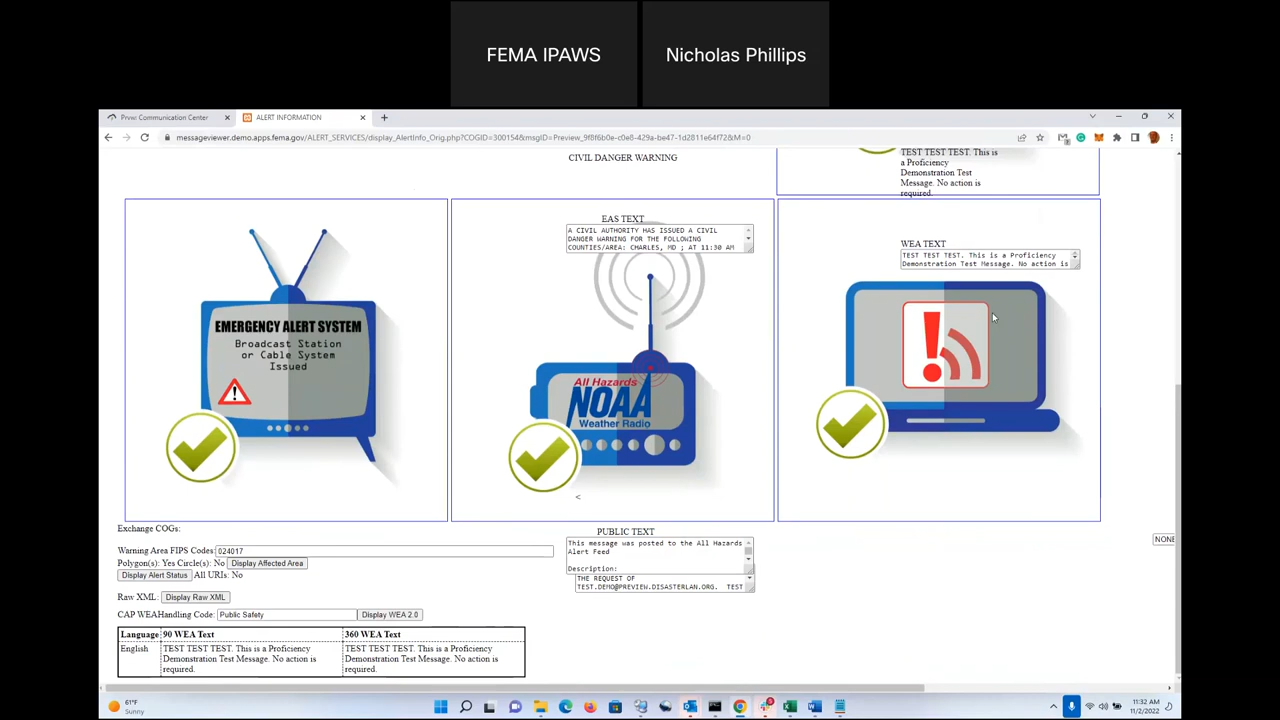 FEMA IPAWS
Nicholas Phillips
Prvw: Communication Center
ALERT INFORMATION
messageviewer.demo.apps.fema.gov/ALERT_SERVICES/display_AlertInfo_Orig.php?COGID=300154&msgID=Preview_9f8f6b0e-c0e8-429a-be47-1d2811e64f72&M=0
CIVIL DANGER WARNING
TEST TEST TEST. This is
a Proficiency
Demonstration Test
Message. No action is
required.
EMERGENCY ALERT SYSTEM
Broadcast Station
or Cable System
Issued
EAS TEXT
A CIVIL AUTHORITY HAS ISSUED A CIVIL
DANGER WARNING FOR THE FOLLOWING
COUNTIES/AREA: CHARLES, MD ; AT 11:30 AM
All Hazards
NOAA
Weather Radio
<
WEA TEXT
TEST TEST TEST. This is a Proficiency
Demonstration Test Message. No action is
Exchange COGs:
Warning Area FIPS Codes: 024017
Polygon(s): Yes Circle(s): No Display Affected Area
Display Alert Status All URIs: No
Raw XML: Display Raw XML
CAP WEAHandling Code: Public Safety Display WEA 2.0
PUBLIC TEXT
This message was posted to the All Hazards
Alert Feed
Description:
THE REQUEST OF
TEST.DEMO@PREVIEW.DISASTERLAN.ORG. TEST
NONE
Language 90 WEA Text 360 WEA Text
English
TEST TEST TEST. This is a Proficiency
Demonstration Test Message. No action is
required.
TEST TEST TEST. This is a Proficiency
Demonstration Test Message. No action is
required.
61°F
Sunny
11:32 AM
11/2/2022